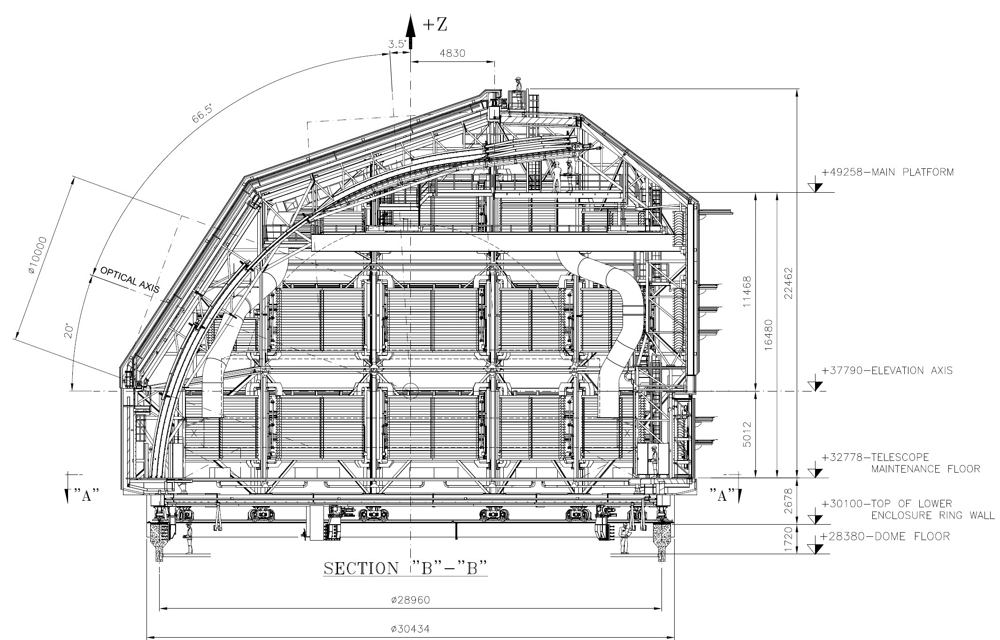 +Z
3.5°
4830
66.5°
+49258-MAIN PLATFORM
ø10000
OPTICAL AXIS
11468
22462
20°
16480
+37790-ELEVATION AXIS
5012
+32778-TELESCOPE
MAINTENANCE FLOOR
"A"
"A"
2678
+30100-TOP OF LOWER
ENCLOSURE RING WALL
1720
+28380-DOME FLOOR
SECTION "B"-"B"
ø28960
ø30434